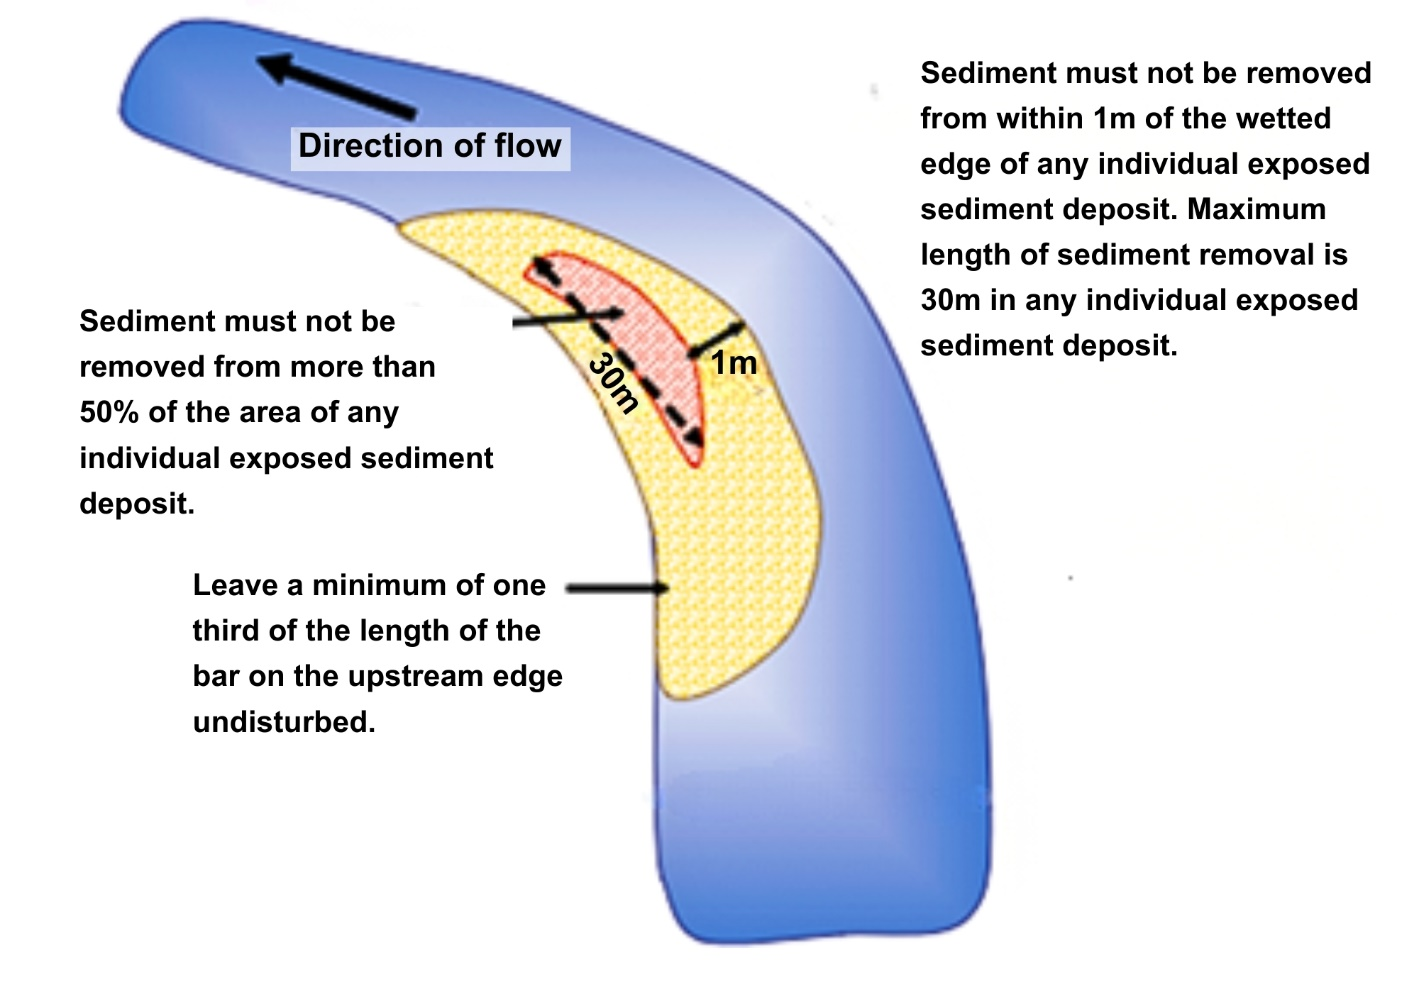 Direction of flow
Sediment must not be removed
from within 1m of the wetted
edge of any individual exposed
sediment deposit. Maximum
length of sediment removal is
30m in any individual exposed
sediment deposit.
Sediment must not be
removed from more than
50% of the area of any
individual exposed sediment
deposit.
30m
1m
Leave a minimum of one
third of the length of the
bar on the upstream edge
undisturbed.